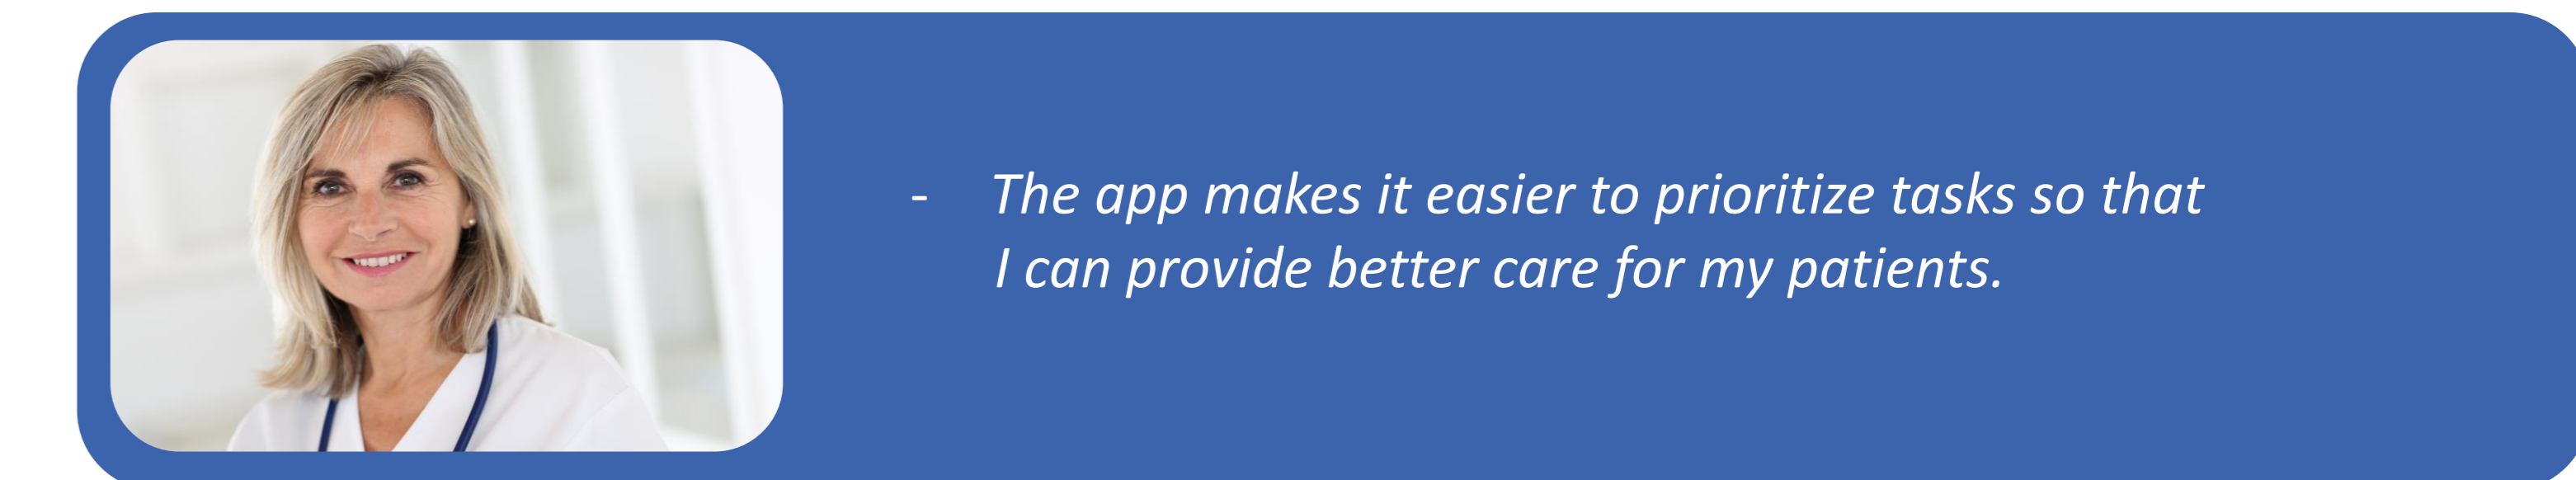 - The app makes it easier to prioritize tasks so that
I can provide better care for my patients.